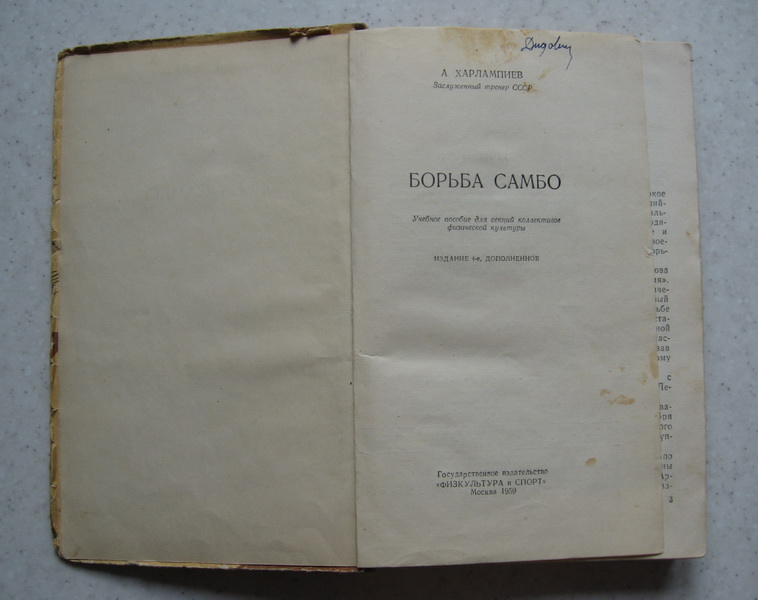 А. ХАРЛАМПИЕВ
Заслуженный тренер СССР
БОРЬБА САМБО
Учебное пособие для секций коллективов
физической культуры
ИЗДАНИЕ 4-е, ДОПОЛНЕННОЕ
Государственное издательство
«ФИЗКУЛЬТУРА и СПОРТ»
Москва 1959